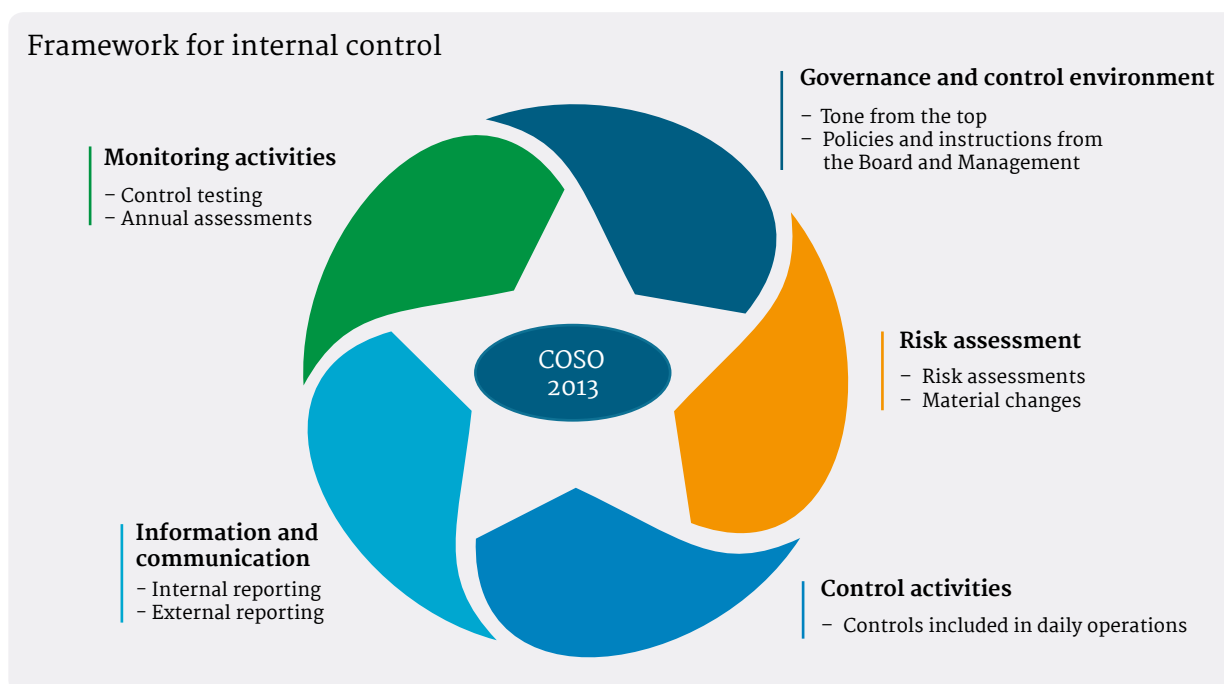 Framework for internal control
Governance and control environment
– Tone from the top
– Policies and instructions from
the Board and Management
Monitoring activities
– Control testing
– Annual assessments
COSO
2013
Risk assessment
– Risk assessments
– Material changes
Information and
communication
- Internal reporting
- External reporting
Control activities
– Controls included in daily operations